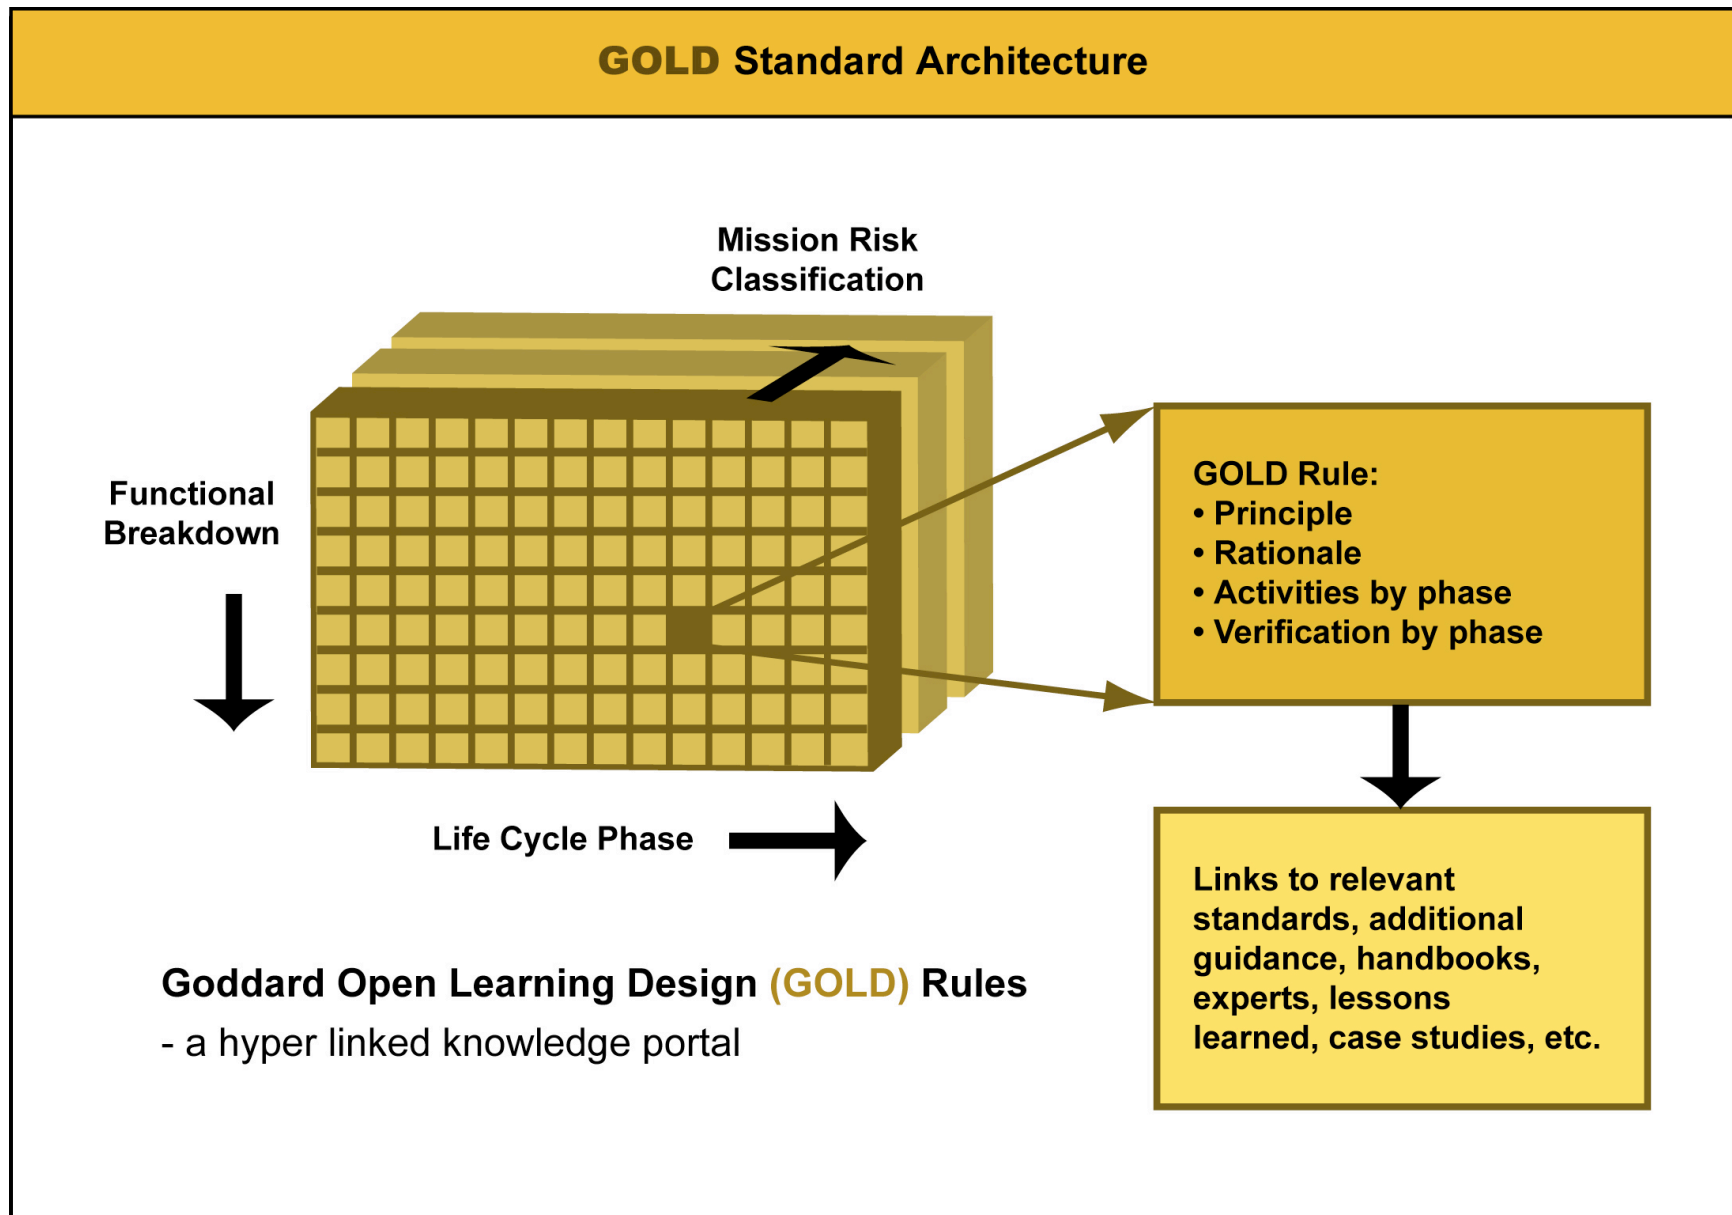 GOLD Standard Architecture
Mission Risk
Classification
Functional
Breakdown
GOLD Rule:
• Principle
• Rationale
• Activities by phase
• Verification by phase
Life Cycle Phase
Links to relevant
standards, additional
guidance, handbooks,
experts, lessons
learned, case studies, etc.
Goddard Open Learning Design (GOLD) Rules
- a hyper linked knowledge portal